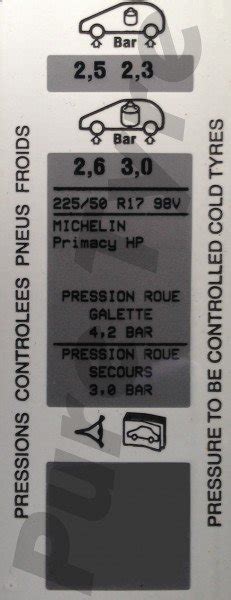 Bar
2,5 2,3
Bar
2,6 3,0
225/50 R17 98V
MICHELIN
Primacy HP
PRESSION ROUE
GALETTE
4,2 BAR
PRESSION ROUE
SECOURS
3,0 BAR
PRESSIONS CONTROLEES PNEUS FROIDS
PRESSURE TO BE CONTROLLED COLD TYRES
Pure Tyre